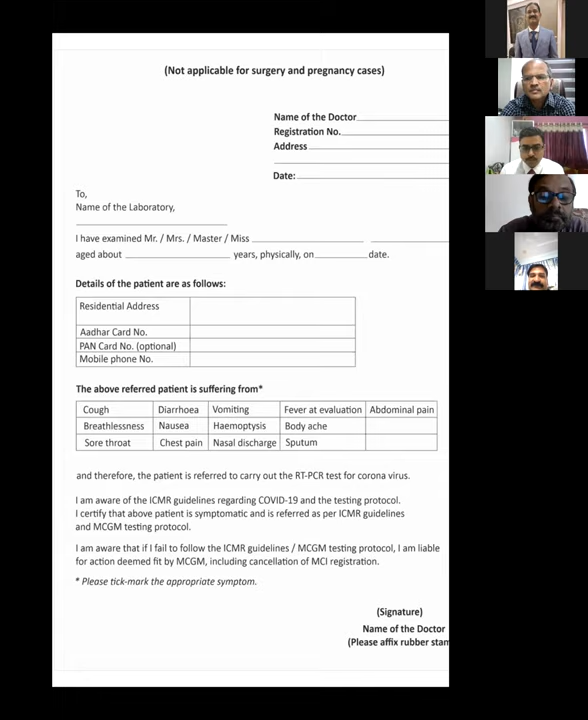 (Not applicable for surgery and pregnancy cases)
Name of the Doctor
Registration No.
Address
Date:
To,
Name of the Laboratory,
I have examined Mr. / Mrs. / Master / Miss
aged about years, physically, on date.
Details of the patient are as follows:
Residential Address
Aadhar Card No.
PAN Card No. (optional)
Mobile phone No.
The above referred patient is suffering from*
Cough Diarrhoea Vomiting Fever at evaluation Abdominal pain
Breathlessness Nausea Haemoptysis Body ache
Sore throat Chest pain Nasal discharge Sputum
and therefore, the patient is referred to carry out the RT-PCR test for corona virus.
I am aware of the ICMR guidelines regarding COVID-19 and the testing protocol.
I certify that above patient is symptomatic and is referred as per ICMR guidelines
and MCGM testing protocol.
I am aware that if I fail to follow the ICMR guidelines / MCGM testing protocol, I am liable
for action deemed fit by MCGM, including cancellation of MCI registration.
* Please tick-mark the appropriate symptom.
(Signature)
Name of the Doctor
(Please affix rubber stam